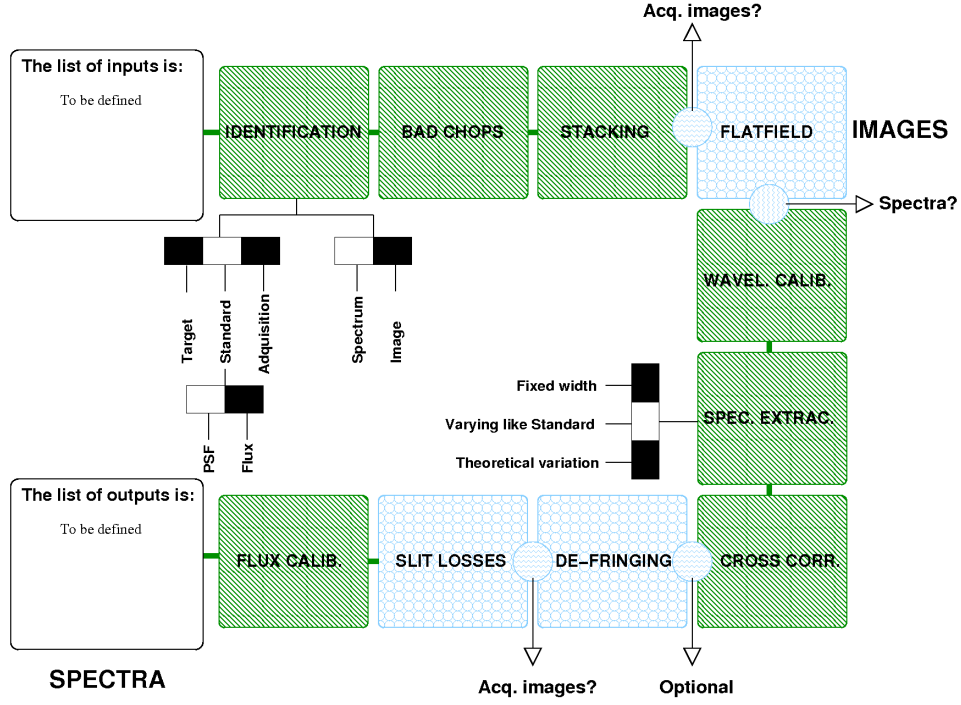 Acq. images?
The list of inputs is:
To be defined
IDENTIFICATION
BAD CHOPS
STACKING
FLATFIELD
IMAGES
Spectra?
WAVEL. CALIB.
Target
Standard
Adquisition
Spectrum
Image
PSF
Flux
Fixed width
Varying like Standard
Theoretical variation
SPEC. EXTRAC.
The list of outputs is:
To be defined
FLUX CALIB.
SLIT LOSSES
DE-FRINGING
CROSS CORR.
SPECTRA
Acq. images?
Optional